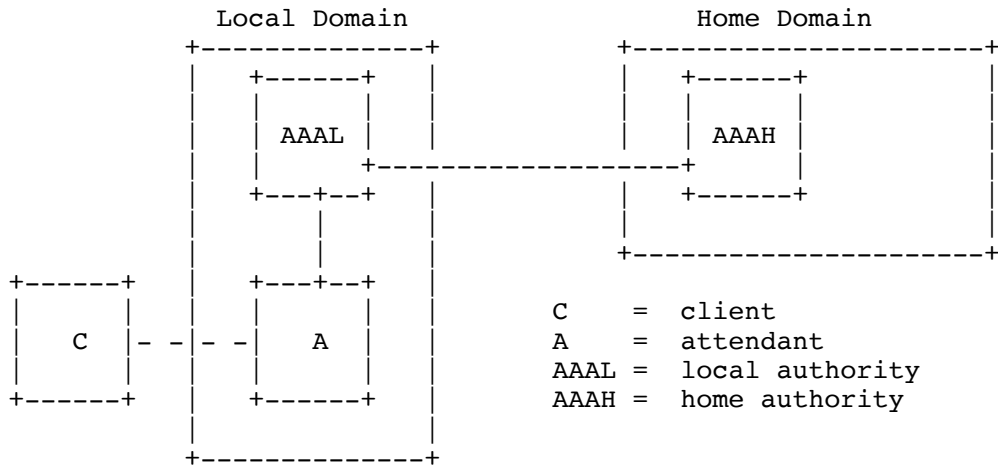 Local Domain Home Domain
AAAL AAAH
C A
C = client
A = attendant
AAAL = local authority
AAAH = home authority